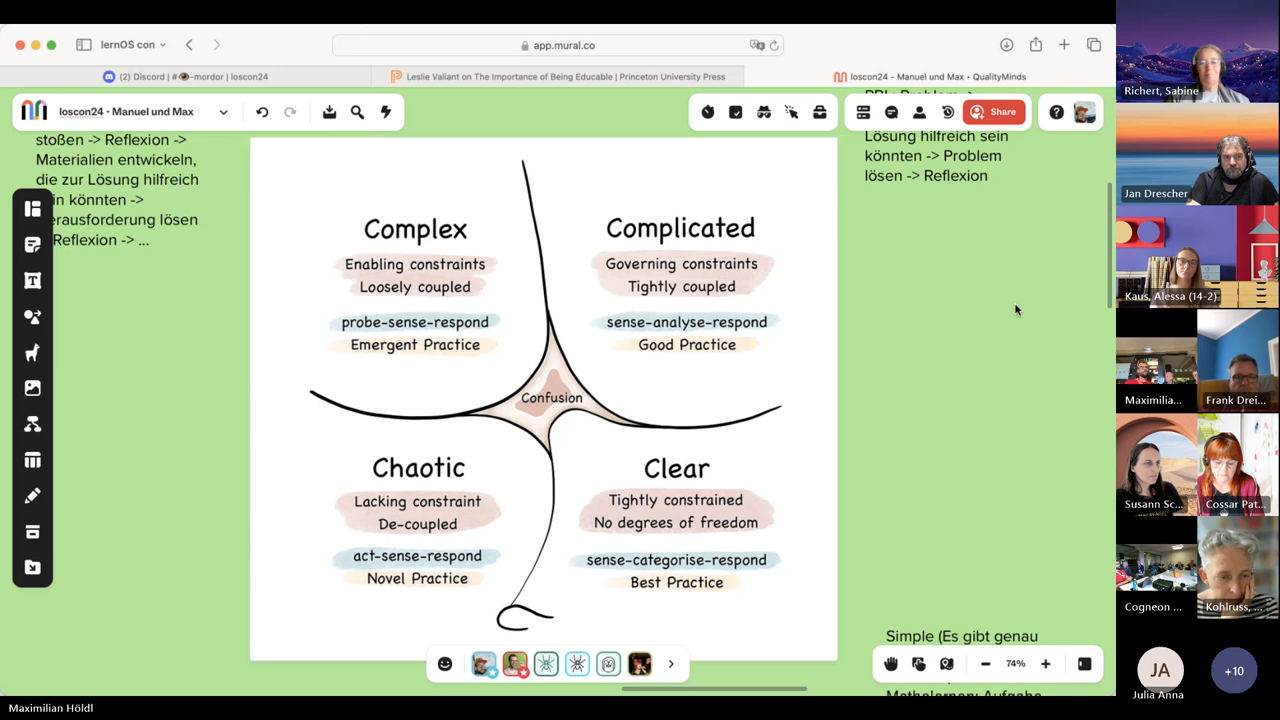 lernOS con
app.mural.co
(2) Discord | #👁-mordor | loscon24
Leslie Valiant on The Importance of Being Educable | Princeton University Press
loscon24 - Manuel und Max • QualityMinds
loscon24 - Manuel und Max
Share
stoßen -> Reflexion ->
Materialien entwickeln,
die zur Lösung hilfreich
in könnten ->
erausforderung lösen
Reflexion -> ...
Lösung hilfreich sein
könnten -> Problem
lösen -> Reflexion
Complex
Enabling constraints
Loosely coupled
probe-sense-respond
Emergent Practice
Complicated
Governing constraints
Tightly coupled
sense-analyse-respond
Good Practice
Confusion
Chaotic
Lacking constraint
De-coupled
act-sense-respond
Novel Practice
Clear
Tightly constrained
No degrees of freedom
sense-categorise-respond
Best Practice
Simple (Es gibt genau
74%
Richert, Sabine
Jan Drescher
Kaus, Alessa (14-2)
Maximilia...
Frank Drei...
Susann Sc...
Cossar Pat...
Cogneon ...
Kohlruss, ...
JA
Julia Anna
+10
Maximilian Höldl